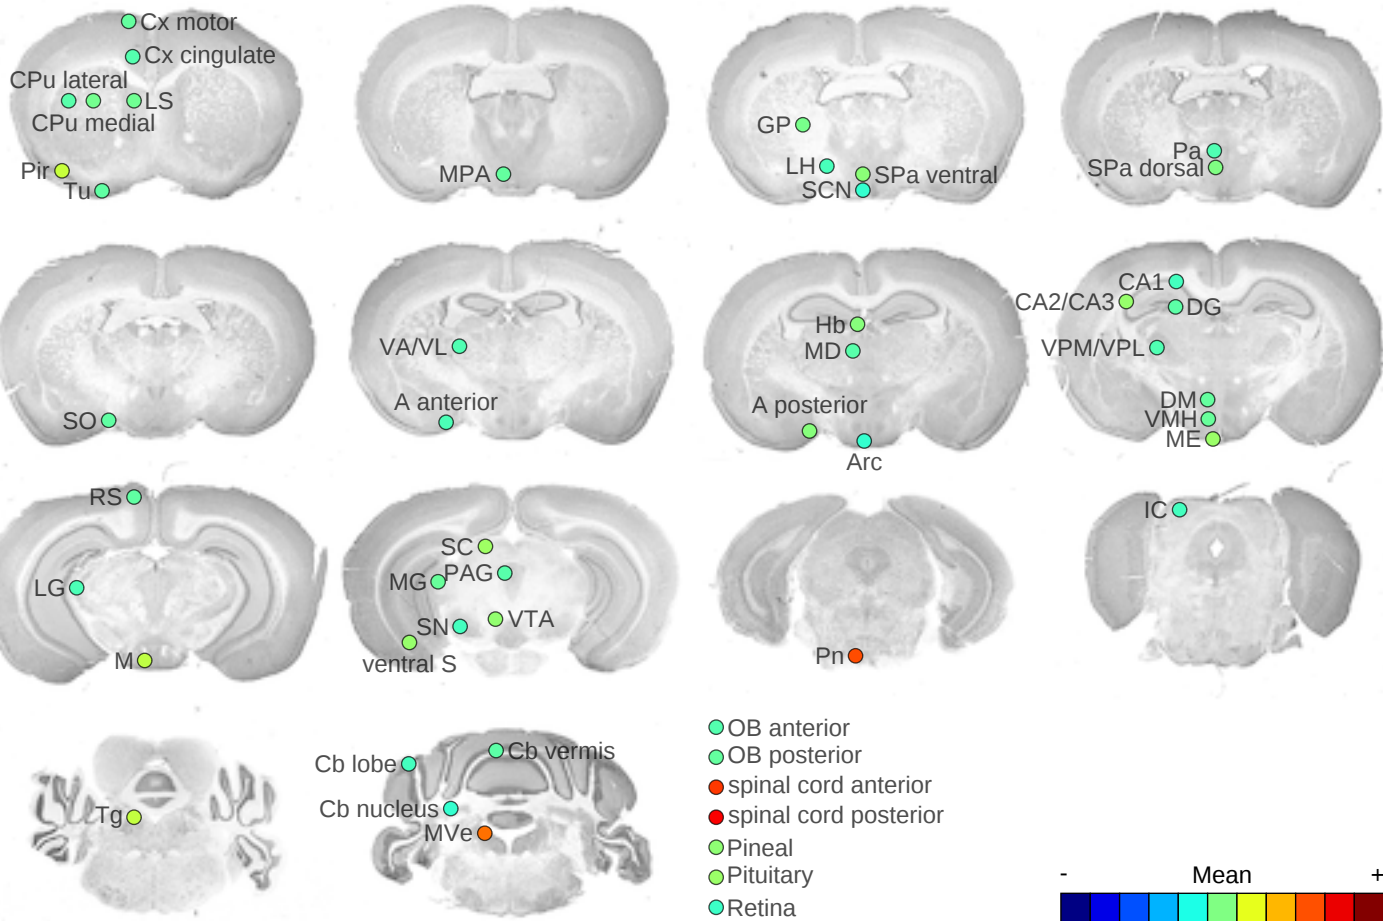 Cx motor
Cx cingulate
CPu lateral
LS
CPu medial
Pir
Tu
MPA
GP
LH
SPa ventral
SCN
Pa
SPa dorsal
SO
VA/VL
A anterior
Hb
MD
A posterior
Arc
CA1
CA2/CA3
DG
VPM/VPL
DM
VMH
ME
RS
LG
M
SC
MG
PAG
SN
VTA
ventral S
Pn
IC
Tg
Cb lobe
Cb vermis
Cb nucleus
MVe
OB anterior
OB posterior
spinal cord anterior
spinal cord posterior
Pineal
Pituitary
Retina
- Mean +